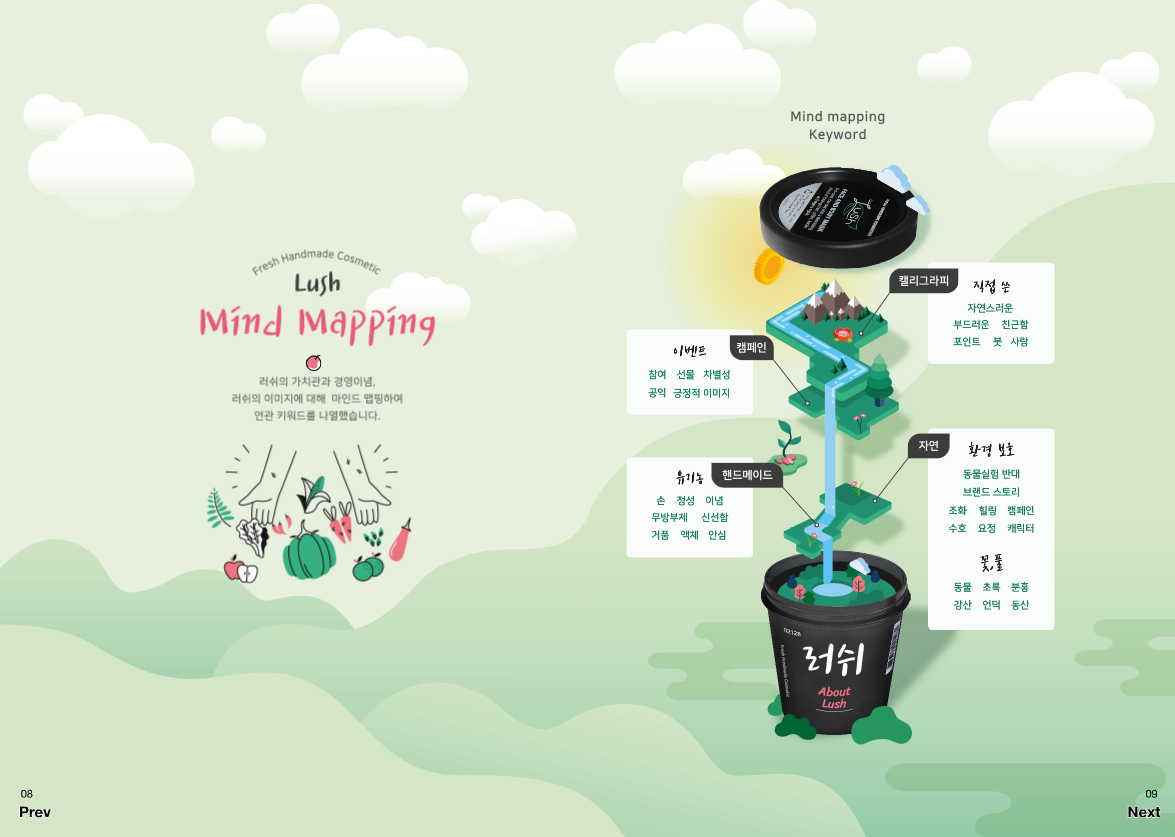 Fresh Handmade Cosmetic
Lush
Mind Mapping
러쉬의 가치관과 경영이념,
러쉬의 이미지에 대해 마인드 맵핑하여
연관 키워드를 나열했습니다.
08
Prev
Mind mapping
Keyword
FACE AND BODY MASK
Lush
캘리그라피
직접 쓴
자연스러운
부드러운 친근함
포인트 붓 사람
캠페인
이벤트
참여 선물 차별성
공익 긍정적 이미지
자연
환경 보호
동물실험 반대
브랜드 스토리
조화 힐링 캠페인
수호 요정 캐릭터
꽃,풀
동물 초록 분홍
강산 언덕 동산
핸드메이드
유기농
손 정성 이념
무방부제 신선함
거품 액체 안심
02128
Fresh Handmade Cosmetic
러쉬
About
Lush
09
Next